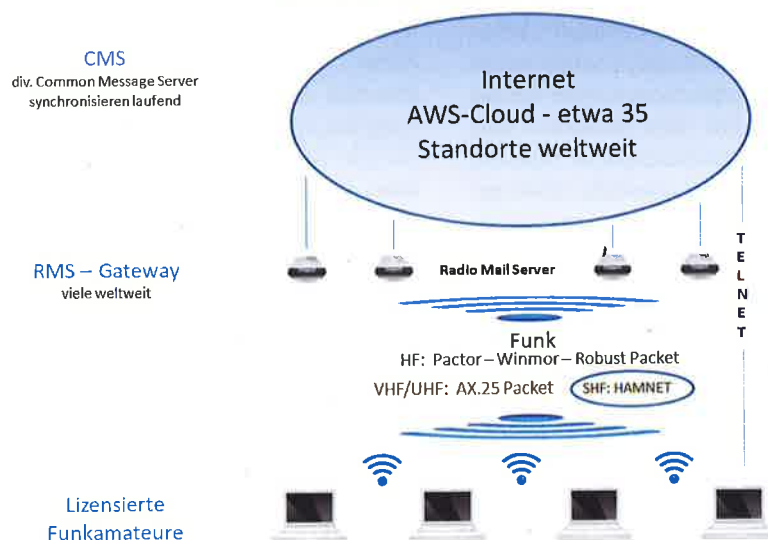 CMS
div. Common Message Server
synchronisieren laufend
Internet
AWS-Cloud - etwa 35
Standorte weltweit
RMS – Gateway
viele weltweit
Radio Mail Server
TELNET
Funk
HF: Pactor – Winmor – Robust Packet
VHF/UHF: AX.25 Packet
SHF: HAMNET
Lizensierte
Funkamateure